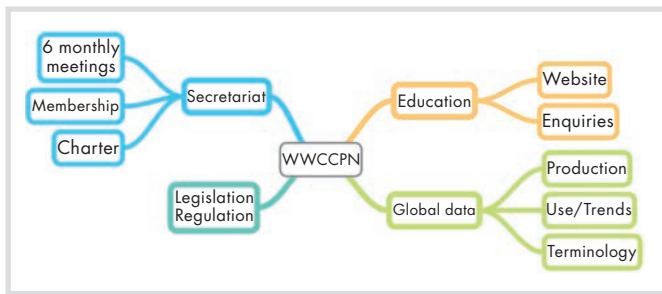 6 monthly
meetings
Membership
Charter
Secretariat
Legislation
Regulation
WWCCPN
Education
Website
Enquiries
Global data
Production
Use/Trends
Terminology